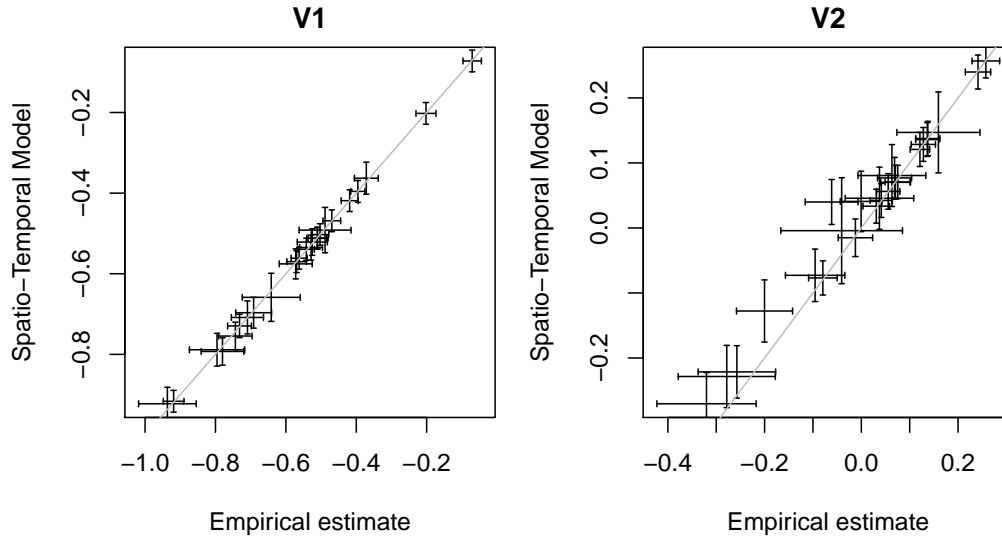 V1
Spatio−Temporal Model
−0.2
−0.4
−0.6
−0.8
−1.0 −0.8 −0.6 −0.4 −0.2
Empirical estimate
V2
Spatio−Temporal Model
0.2
0.0
−0.2
−0.4 −0.2 0.0 0.2
Empirical estimate